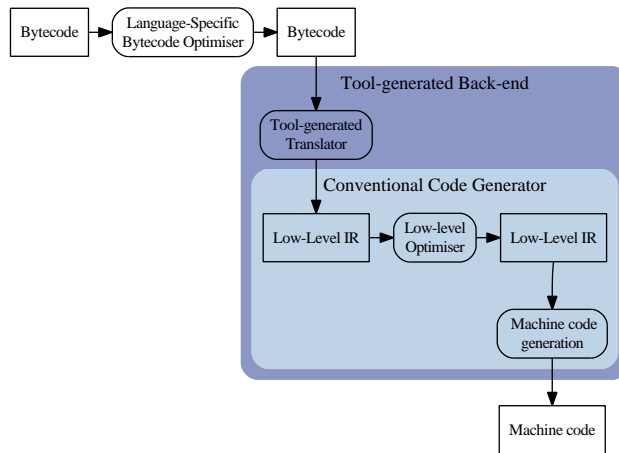 Bytecode
Language-Specific
Bytecode Optimiser
Bytecode
Tool-generated Back-end
Tool-generated
Translator
Conventional Code Generator
Low-Level IR
Low-level
Optimiser
Low-Level IR
Machine code
generation
Machine code